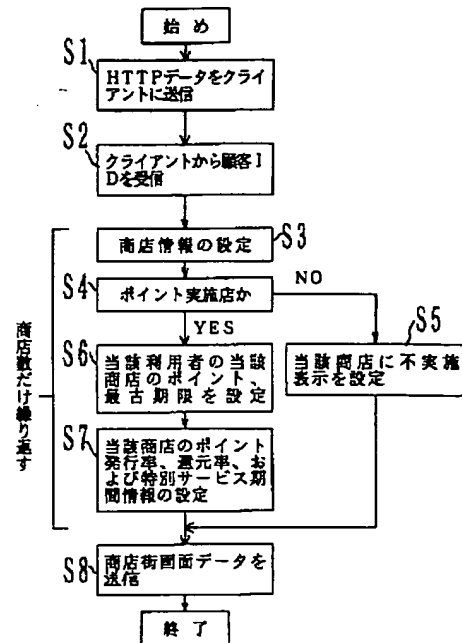 始め
S1
HTTPデータをクライ
アントに送信
S2
クライアントから顧客I
Dを受信
商店情報の設定
S3
S4
ポイント実施店か
NO
YES
S5
当該商店に不実施
表示を設定
S6
当該利用者の当該
商店のポイント、
最古期限を設定
S7
当該商店のポイント
発行率、還元率、お
よび特別サービス期
間情報の設定
商店数だけ繰り返す
S8
商店街画面データを
送信
終了